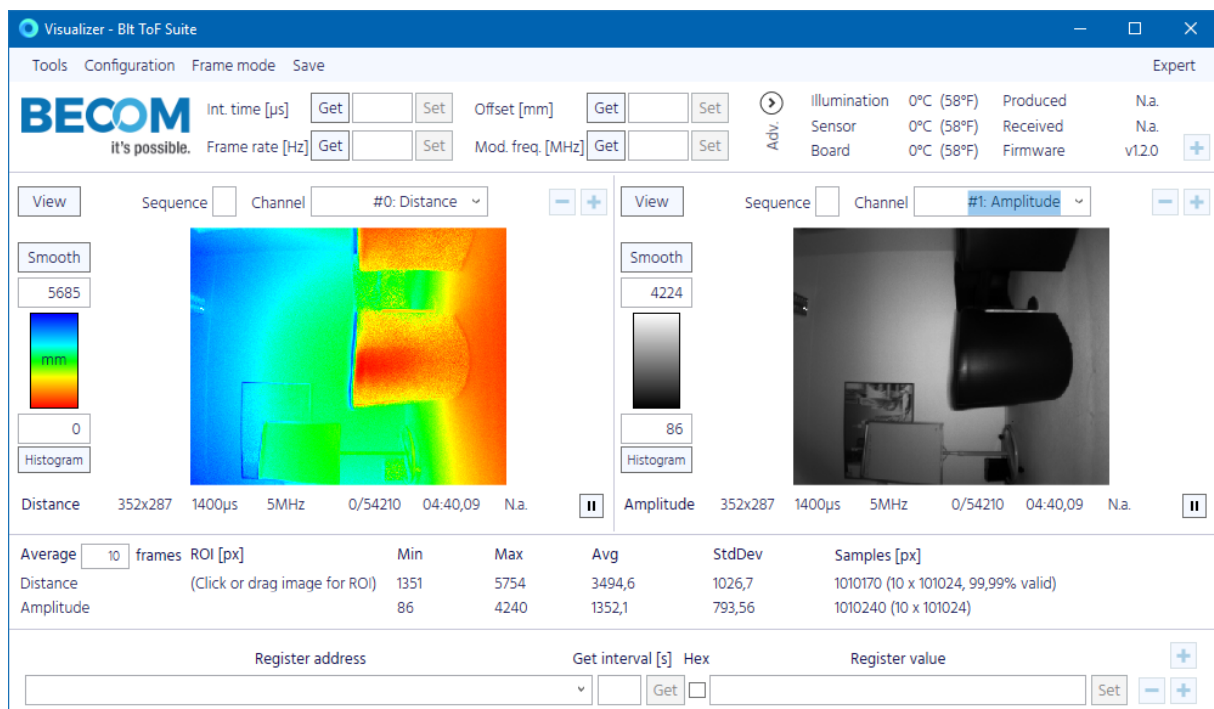 Visualizer - Blt ToF Suite
Tools Configuration Frame mode Save Expert
BECOM
it's possible.
Int. time [µs] Get Set Offset [mm] Get Set
Frame rate [Hz] Get Set Mod. freq. [MHz] Get Set
Adv.
Illumination 0°C (58°F) Produced N.a.
Sensor 0°C (58°F) Received N.a.
Board 0°C (58°F) Firmware v1.2.0
View Sequence Channel #0: Distance
Smooth
5685
mm
0
Histogram
Distance 352x287 1400µs 5MHz 0/54210 04:40,09 N.a.
View Sequence Channel #1: Amplitude
Smooth
4224
86
Histogram
Amplitude 352x287 1400µs 5MHz 0/54210 04:40,09 N.a.
Average 10 frames ROI [px] Min Max Avg StdDev Samples [px]
Distance (Click or drag image for ROI) 1351 5754 3494,6 1026,7 1010170 (10 x 101024, 99,99% valid)
Amplitude 86 4240 1352,1 793,56 1010240 (10 x 101024)
Register address Get interval [s] Hex Register value
Get Set